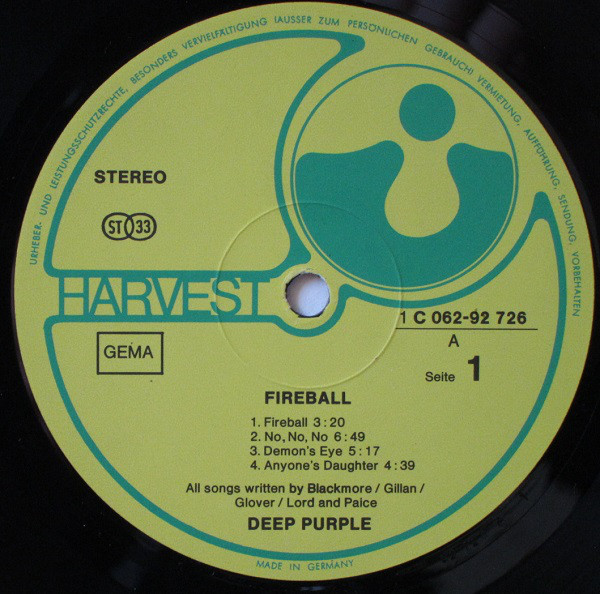 URHEBER- UND LEISTUNGSSCHUTZRECHTE, BESONDERS VERVIELFÄLTIGUNG (AUSSER ZUM PERSÖNLICHEN GEBRAUCH) VERMIETUNG, AUFFÜHRUNG, SENDUNG, VORBEHALTEN
STEREO
ST 33
HARVEST
1 C 062-92 726
GEMA
A
Seite 1
FIREBALL
1. Fireball 3:20
2. No, No, No 6:49
3. Demon's Eye 5:17
4. Anyone's Daughter 4:39
All songs written by Blackmore / Gillan /
Glover / Lord and Paice
DEEP PURPLE
MADE IN GERMANY